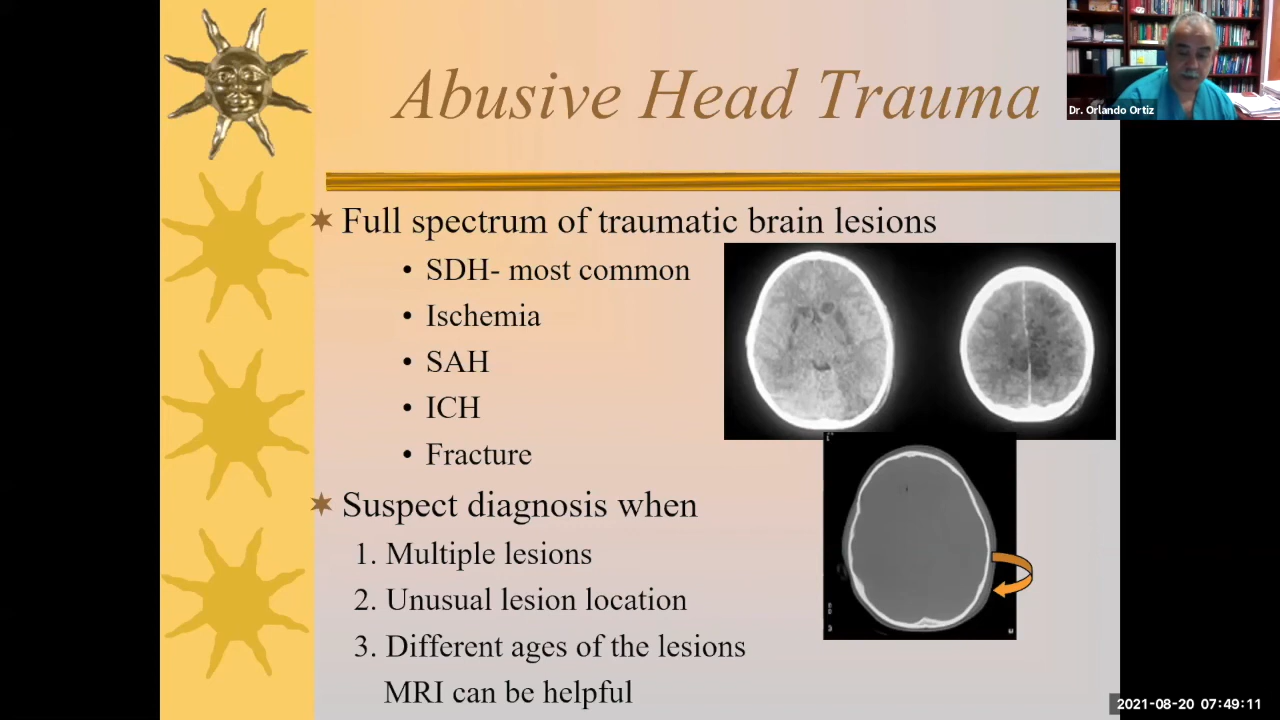 Abusive Head Trauma
Dr. Orlando Ortiz
Full spectrum of traumatic brain lesions
• SDH- most common
• Ischemia
• SAH
• ICH
• Fracture
Suspect diagnosis when
1. Multiple lesions
2. Unusual lesion location
3. Different ages of the lesions
MRI can be helpful
2021-08-20 07:49:11